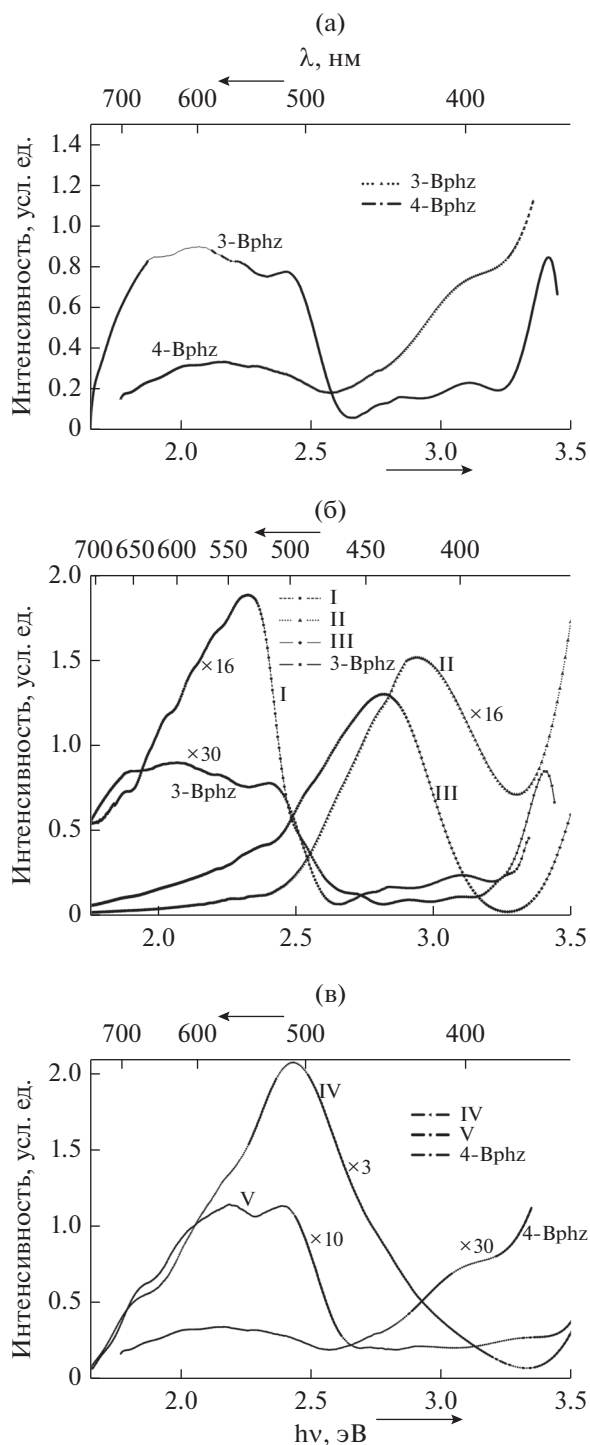 (а)
λ, нм
700 600 500 400
Интенсивность, усл. ед.
1.4
1.2
1.0
0.8
0.6
0.4
0.2
0
3-Bphz
4-Bphz
3-Bphz
4-Bphz
2.0 2.5 3.0 3.5
(б)
700 650 600 550 500 450 400
Интенсивность, усл. ед.
2.0
1.5
1.0
0.5
0
I
II
III
3-Bphz
×16
I
II
×16
×30
3-Bphz
III
2.0 2.5 3.0 3.5
(в)
700 600 500 400
Интенсивность, усл. ед.
2.0
1.5
1.0
0.5
0
IV
V
4-Bphz
IV
×3
V
×10
×30
4-Bphz
2.0 2.5 3.0 3.5
hν, эВ